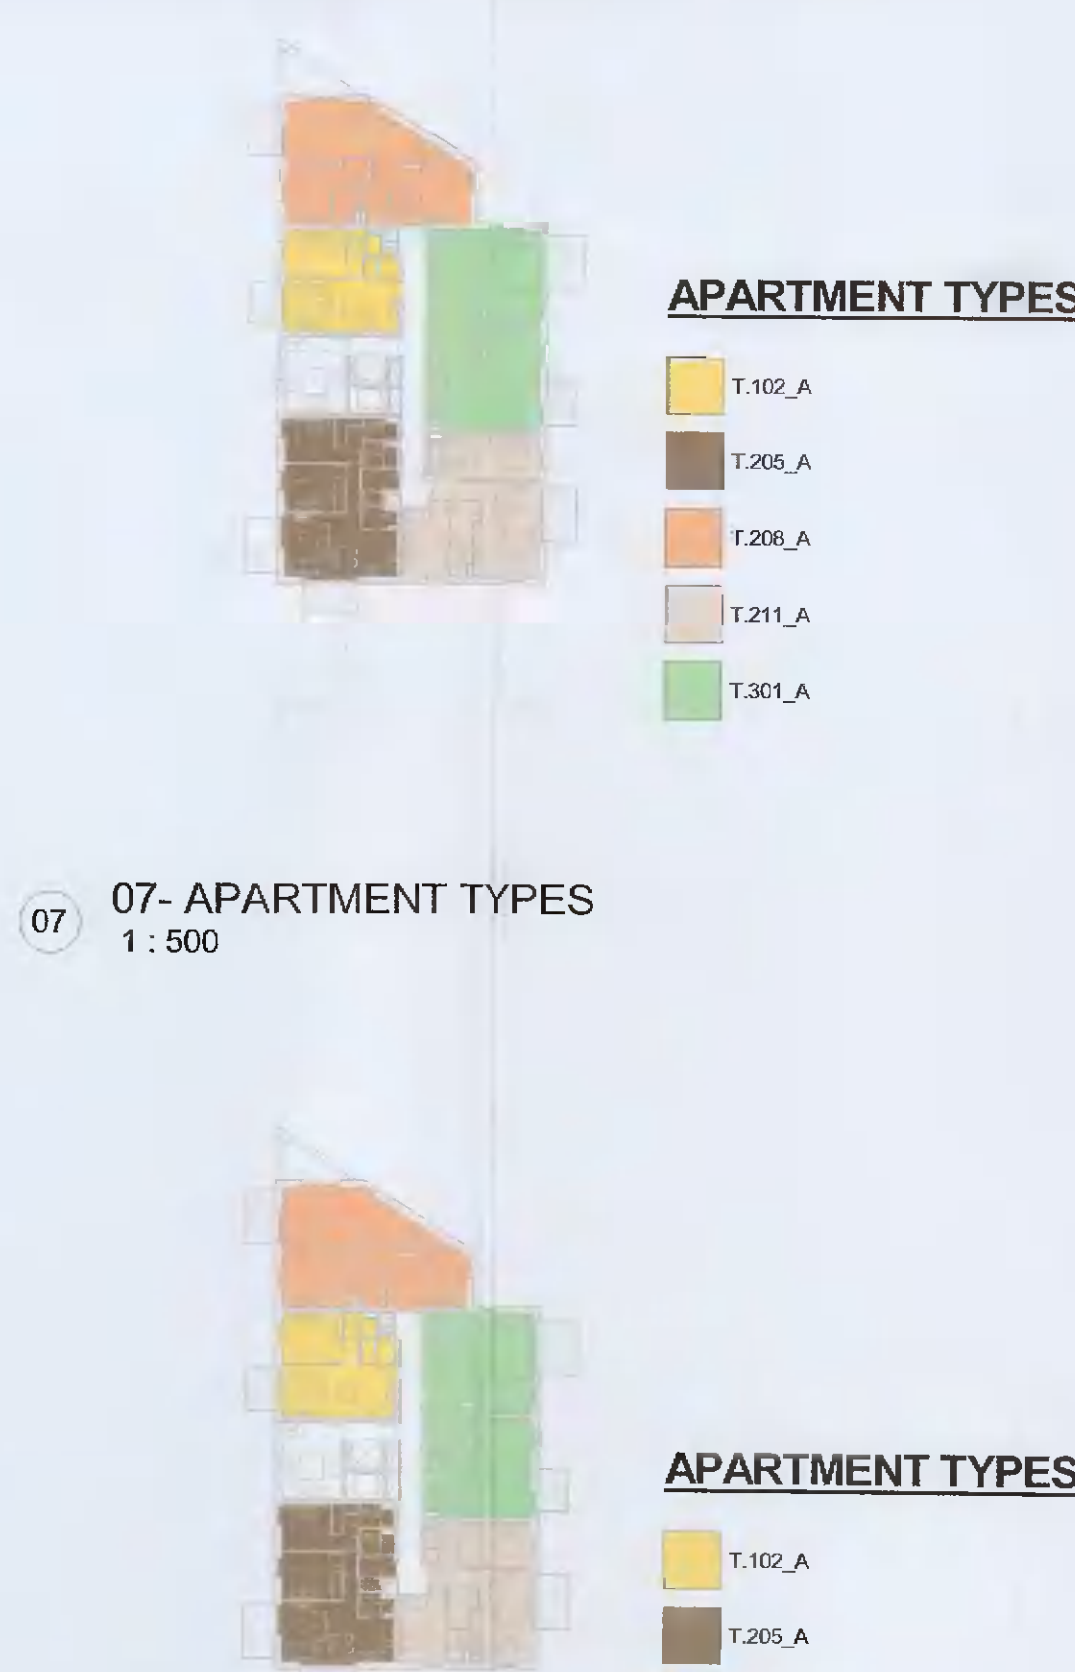 APARTMENT TYPES
T.102_A
T.205_A
T.208_A
T.211_A
T.301_A
07
07- APARTMENT TYPES
1 : 500
APARTMENT TYPES
T.102_A
T.205_A